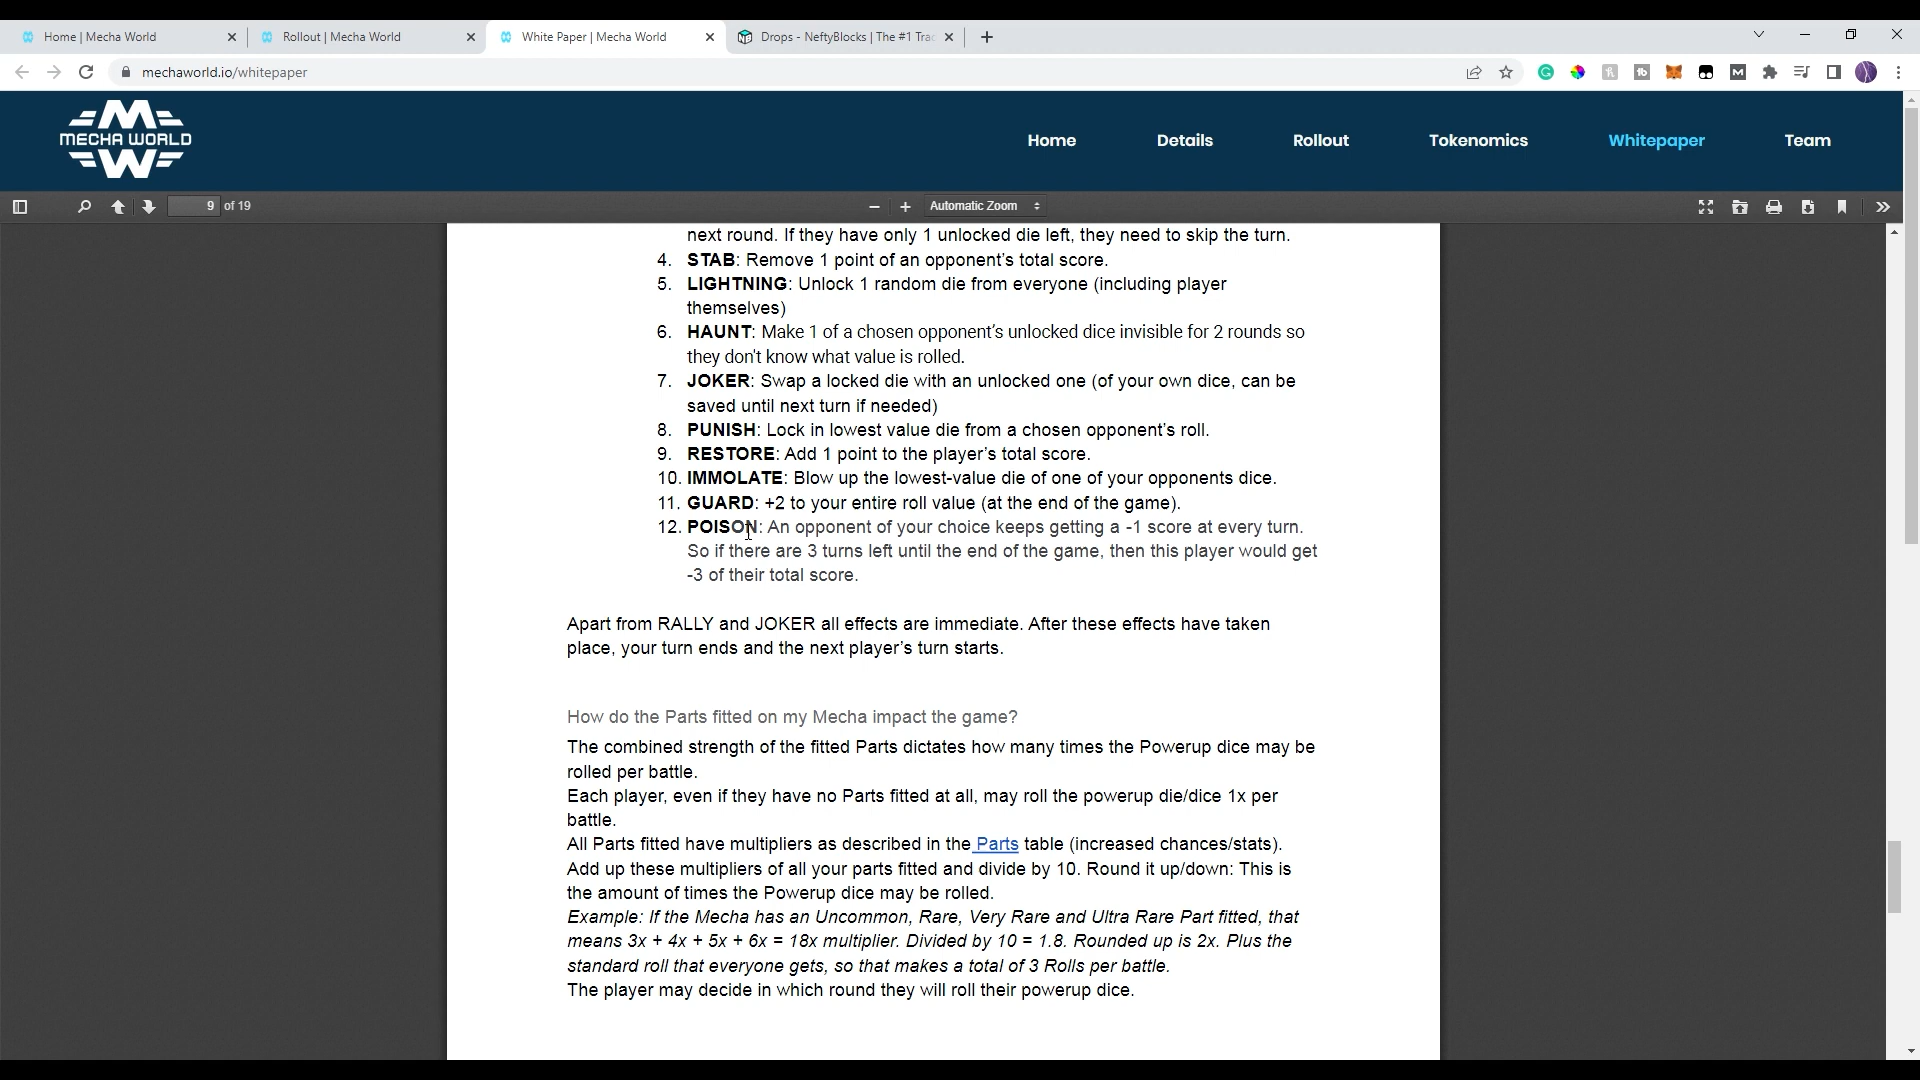 Home | Mecha World
Rollout | Mecha World
White Paper | Mecha World
Drops - NeftyBlocks | The #1 Trac
mechaworld.io/whitepaper
MECHA WORLD
Home
Details
Rollout
Tokenomics
Whitepaper
Team
9 of 19
Automatic Zoom
next round. If they have only 1 unlocked die left, they need to skip the turn.
4. STAB: Remove 1 point of an opponent's total score.
5. LIGHTNING: Unlock 1 random die from everyone (including player
themselves)
6. HAUNT: Make 1 of a chosen opponent's unlocked dice invisible for 2 rounds so
they don't know what value is rolled.
7. JOKER: Swap a locked die with an unlocked one (of your own dice, can be
saved until next turn if needed)
8. PUNISH: Lock in lowest value die from a chosen opponent's roll.
9. RESTORE: Add 1 point to the player's total score.
10. IMMOLATE: Blow up the lowest-value die of one of your opponents dice.
11. GUARD: +2 to your entire roll value (at the end of the game).
12. POISON: An opponent of your choice keeps getting a -1 score at every turn.
So if there are 3 turns left until the end of the game, then this player would get
-3 of their total score.
Apart from RALLY and JOKER all effects are immediate. After these effects have taken
place, your turn ends and the next player's turn starts.
How do the Parts fitted on my Mecha impact the game?
The combined strength of the fitted Parts dictates how many times the Powerup dice may be
rolled per battle.
Each player, even if they have no Parts fitted at all, may roll the powerup die/dice 1x per
battle.
All Parts fitted have multipliers as described in the Parts table (increased chances/stats).
Add up these multipliers of all your parts fitted and divide by 10. Round it up/down: This is
the amount of times the Powerup dice may be rolled.
Example: If the Mecha has an Uncommon, Rare, Very Rare and Ultra Rare Part fitted, that
means 3x + 4x + 5x + 6x = 18x multiplier. Divided by 10 = 1.8. Rounded up is 2x. Plus the
standard roll that everyone gets, so that makes a total of 3 Rolls per battle.
The player may decide in which round they will roll their powerup dice.